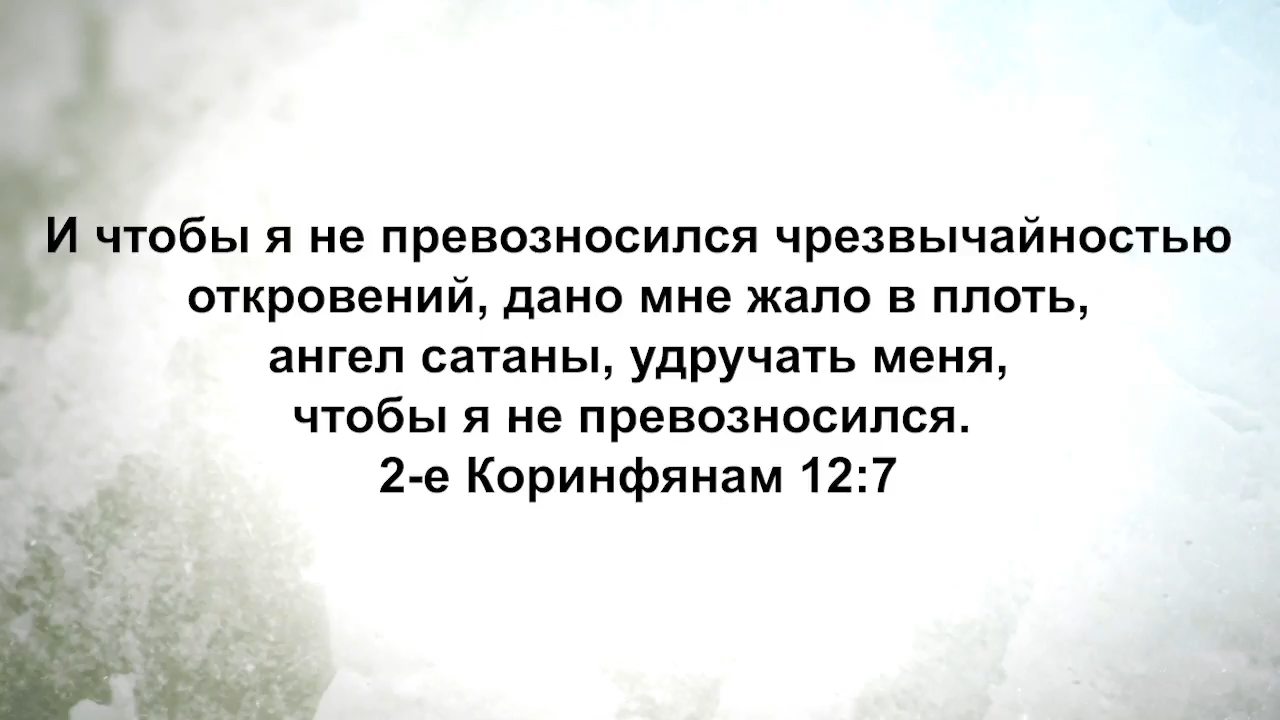 И чтобы я не превозносился чрезвычайностью
откровений, дано мне жало в плоть,
ангел сатаны, удручать меня,
чтобы я не превозносился.
2-е Коринфянам 12:7